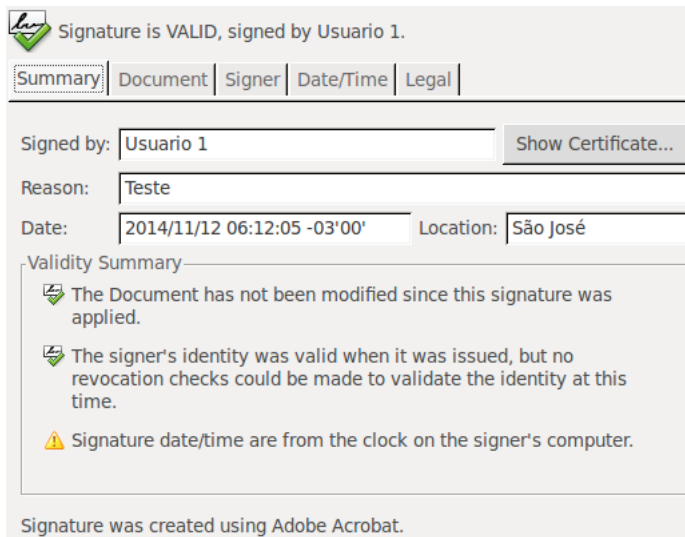 Signature is VALID, signed by Usuario 1.
Summary Document Signer Date/Time Legal
Signed by: Usuario 1 Show Certificate...
Reason: Teste
Date: 2014/11/12 06:12:05 -03'00' Location: São José
Validity Summary
The Document has not been modified since this signature was
applied.
The signer's identity was valid when it was issued, but no
revocation checks could be made to validate the identity at this
time.
Signature date/time are from the clock on the signer's computer.
Signature was created using Adobe Acrobat.